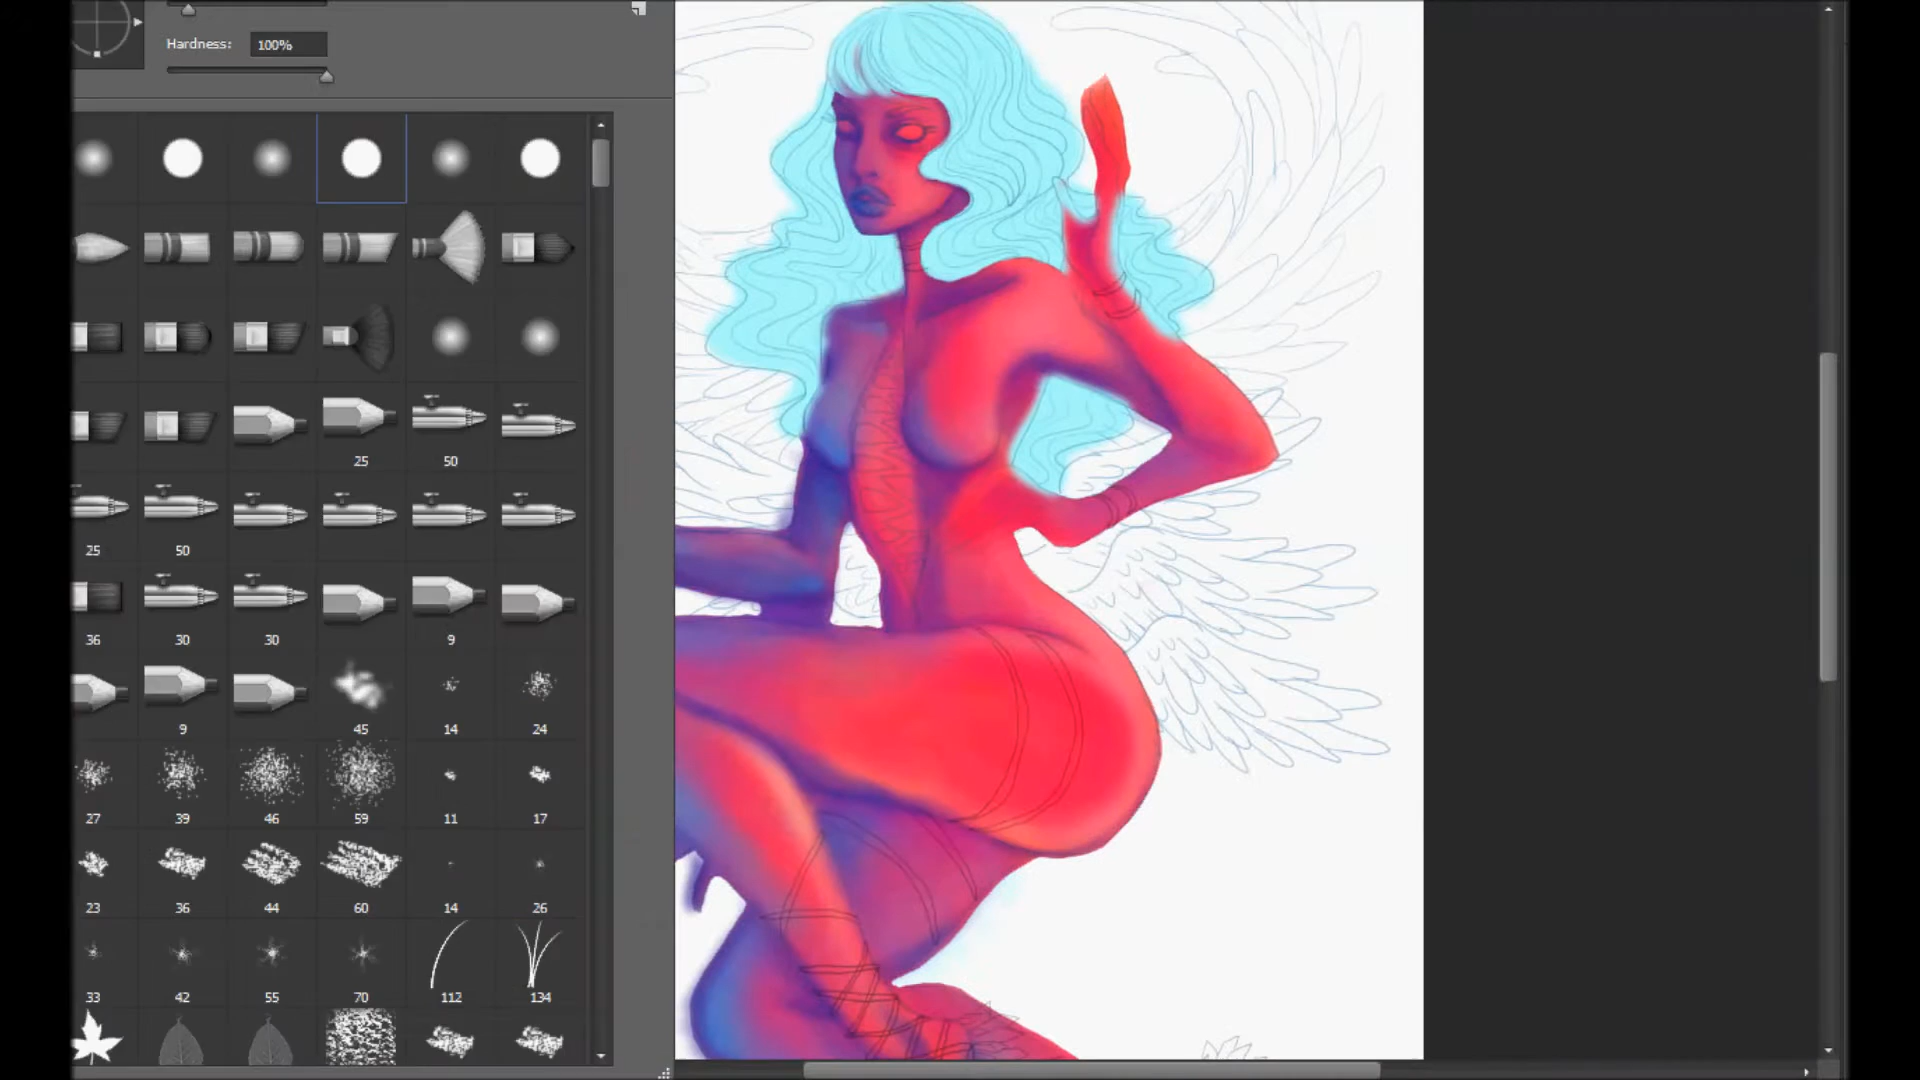 Hardness: 100%
25 50
25 50
36 30 30 9
9 45 14 24
27 39 46 59 11 17
23 36 44 60 14 26
33 42 55 70 112 134